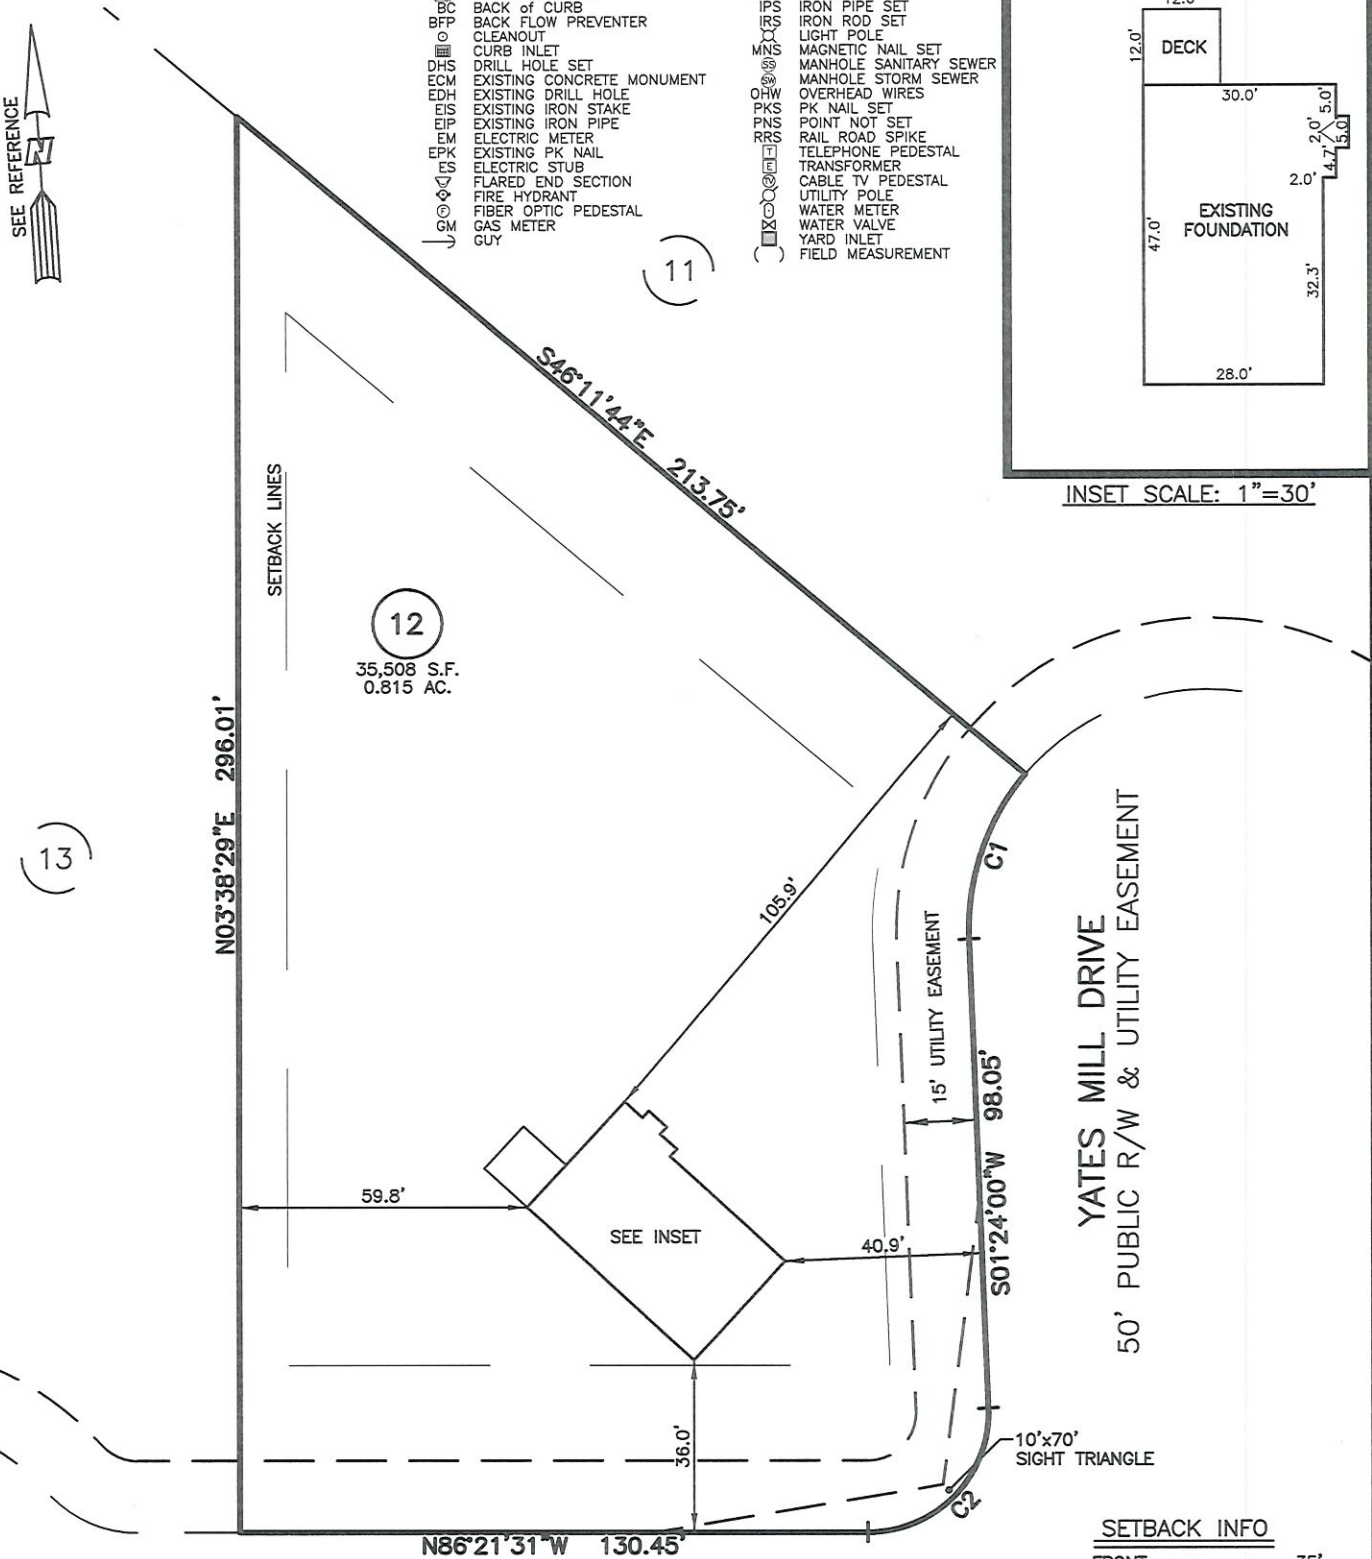 BC BACK of CURB
BFP BACK FLOW PREVENTER
CLEANOUT
CURB INLET
DHS DRILL HOLE SET
ECM EXISTING CONCRETE MONUMENT
EDH EXISTING DRILL HOLE
EIS EXISTING IRON STAKE
EIP EXISTING IRON PIPE
EM ELECTRIC METER
EPK EXISTING PK NAIL
ES ELECTRIC STUB
FLARED END SECTION
FIRE HYDRANT
F FIBER OPTIC PEDESTAL
GM GAS METER
GUY
IPS IRON PIPE SET
IRS IRON ROD SET
LIGHT POLE
MNS MAGNETIC NAIL SET
SS MANHOLE SANITARY SEWER
SW MANHOLE STORM SEWER
OHW OVERHEAD WIRES
PKS PK NAIL SET
PNS POINT NOT SET
RRS RAIL ROAD SPIKE
T TELEPHONE PEDESTAL
E TRANSFORMER
TV CABLE TV PEDESTAL
UTILITY POLE
WATER METER
WATER VALVE
YARD INLET
( ) FIELD MEASUREMENT
12.0'
12.0'
DECK
30.0'
5.0'
2.0'
5.0'
4.7'
2.0'
EXISTING
FOUNDATION
47.0'
32.3'
28.0'
INSET SCALE: 1"=30'
SEE REFERENCE
N
11
S46°11'44"E 213.75'
SETBACK LINES
12
35,508 S.F.
0.815 AC.
N03°38'29"E 296.01'
13
105.9'
C1
15' UTILITY EASEMENT
YATES MILL DRIVE
50' PUBLIC R/W & UTILITY EASEMENT
S01°24'00"W 98.05'
59.8'
SEE INSET
40.9'
36.0'
10'x70'
SIGHT TRIANGLE
C2
N86°21'31"W 130.45'
SETBACK INFO
FRONT 35'